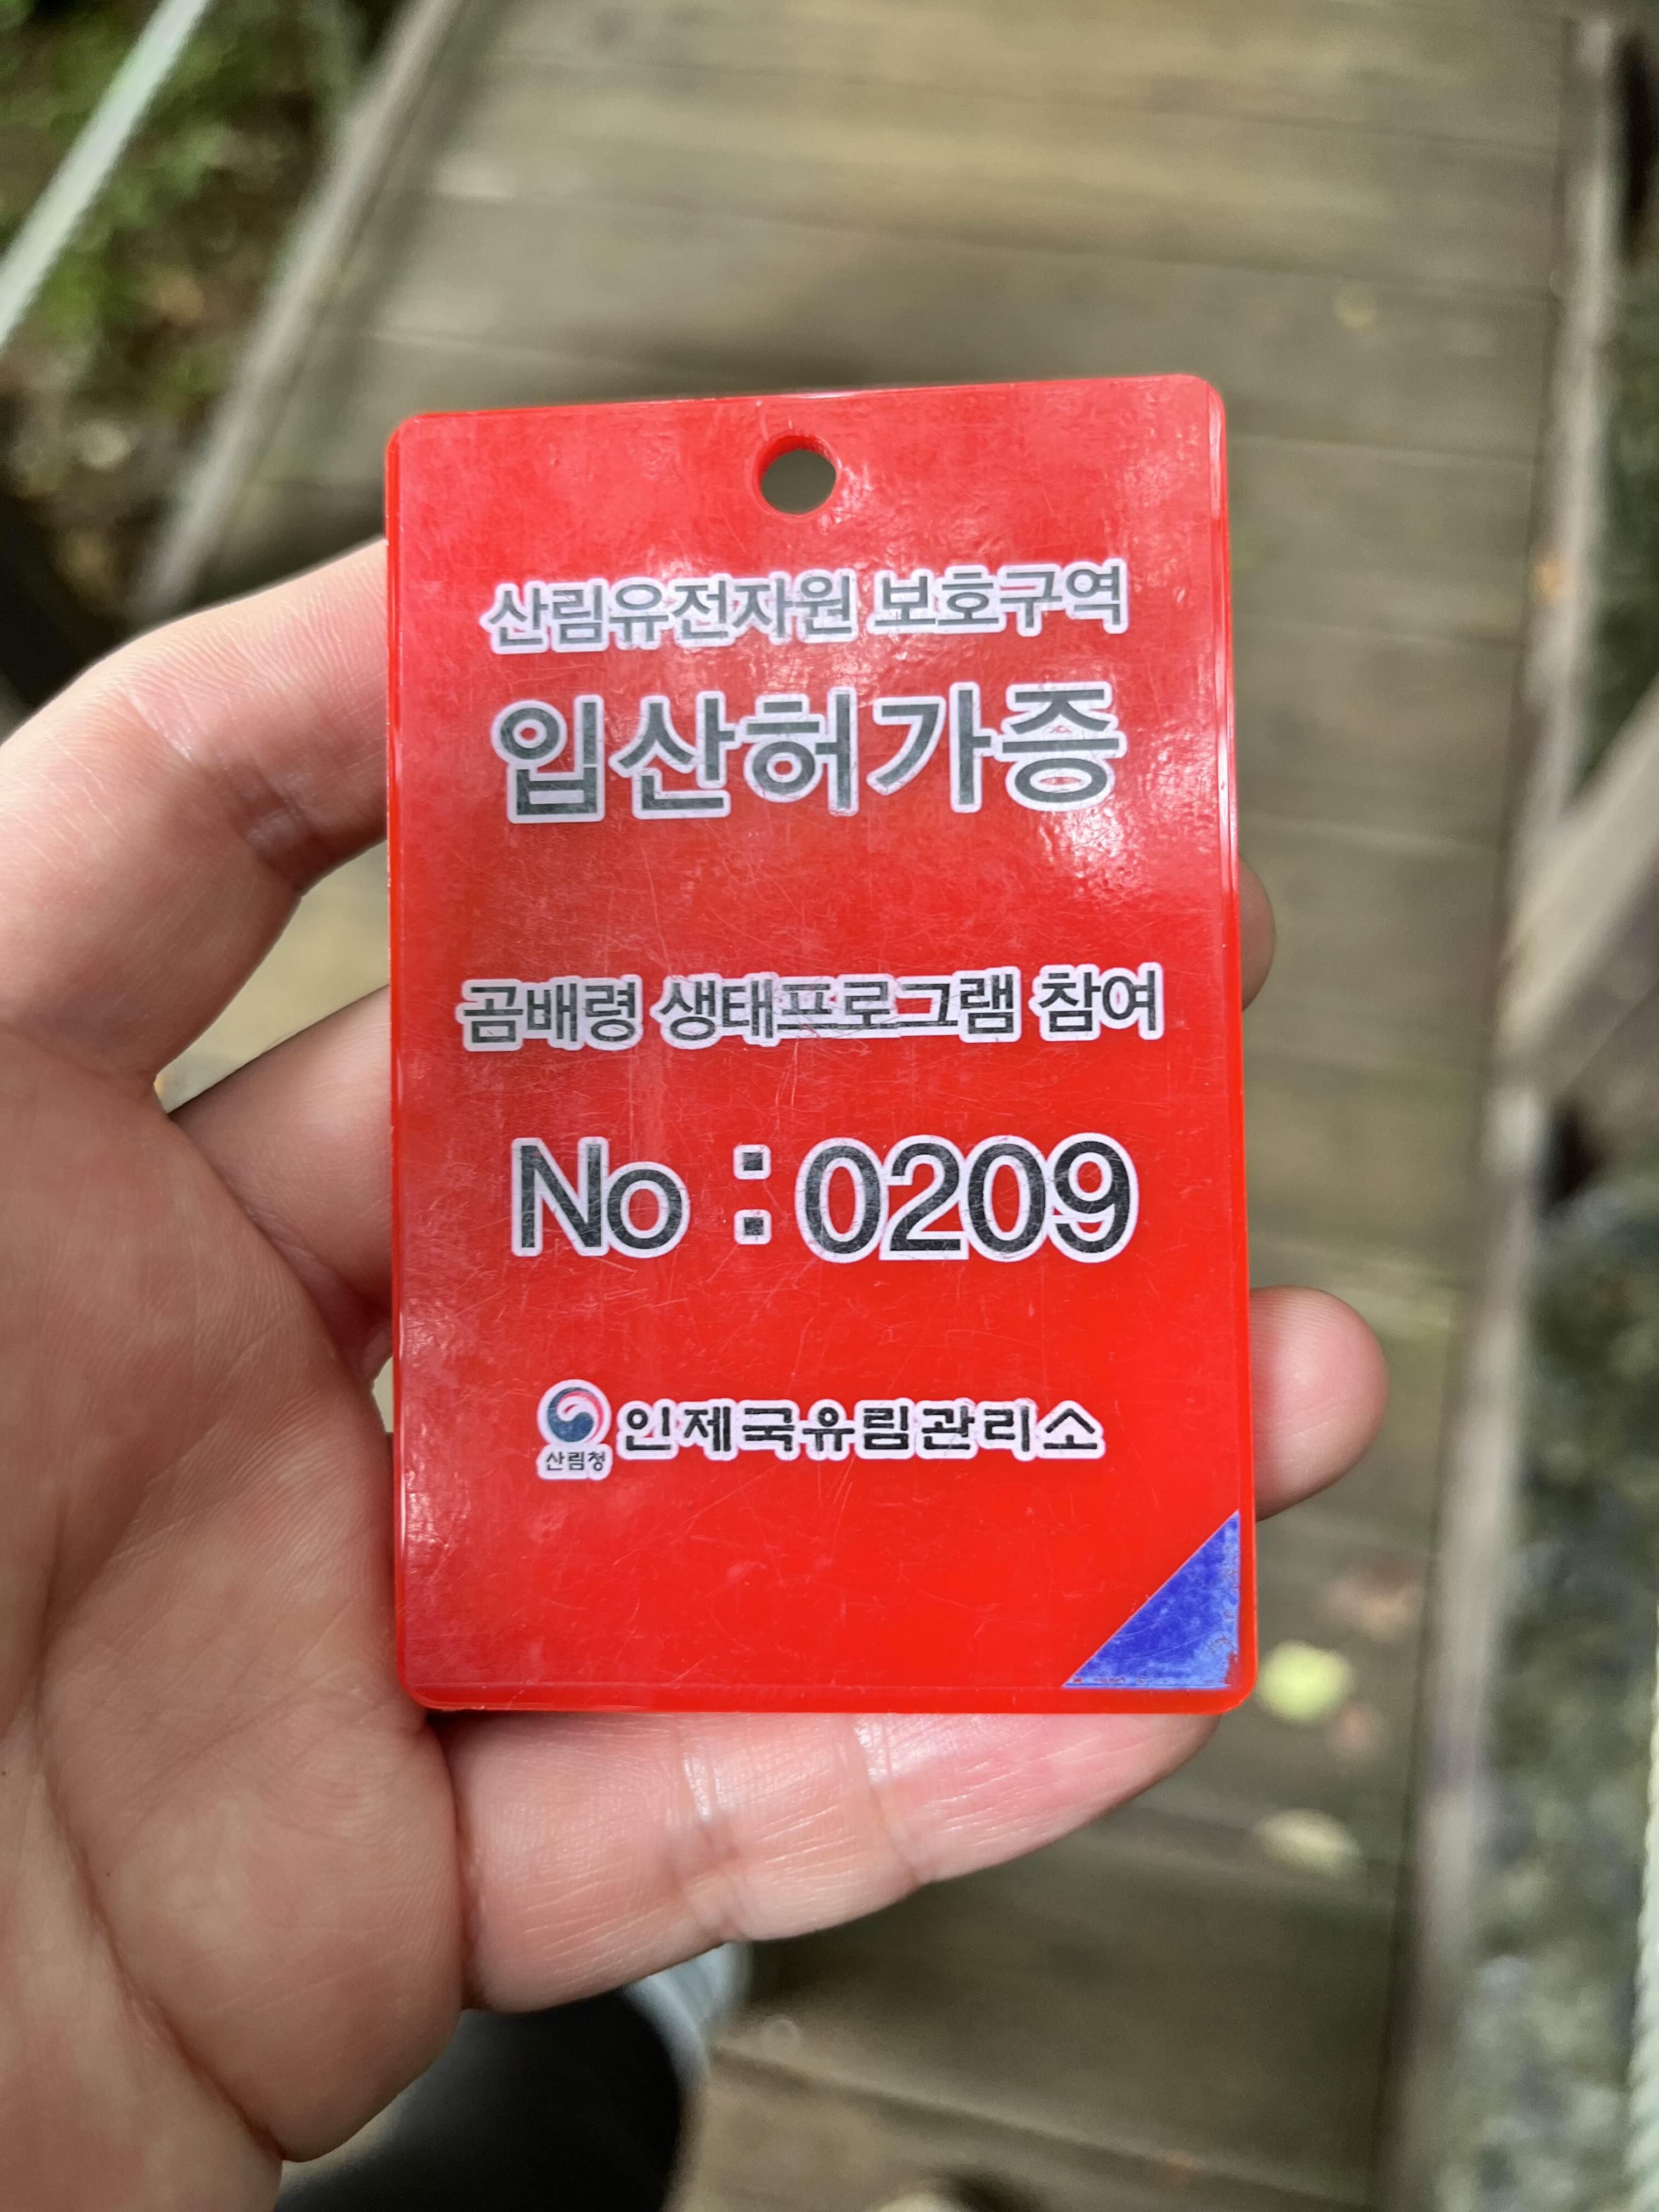 산림유전자원 보호구역
입산허가증
곰배령 생태프로그램 참여
No : 0209
산림청
인제국유림관리소